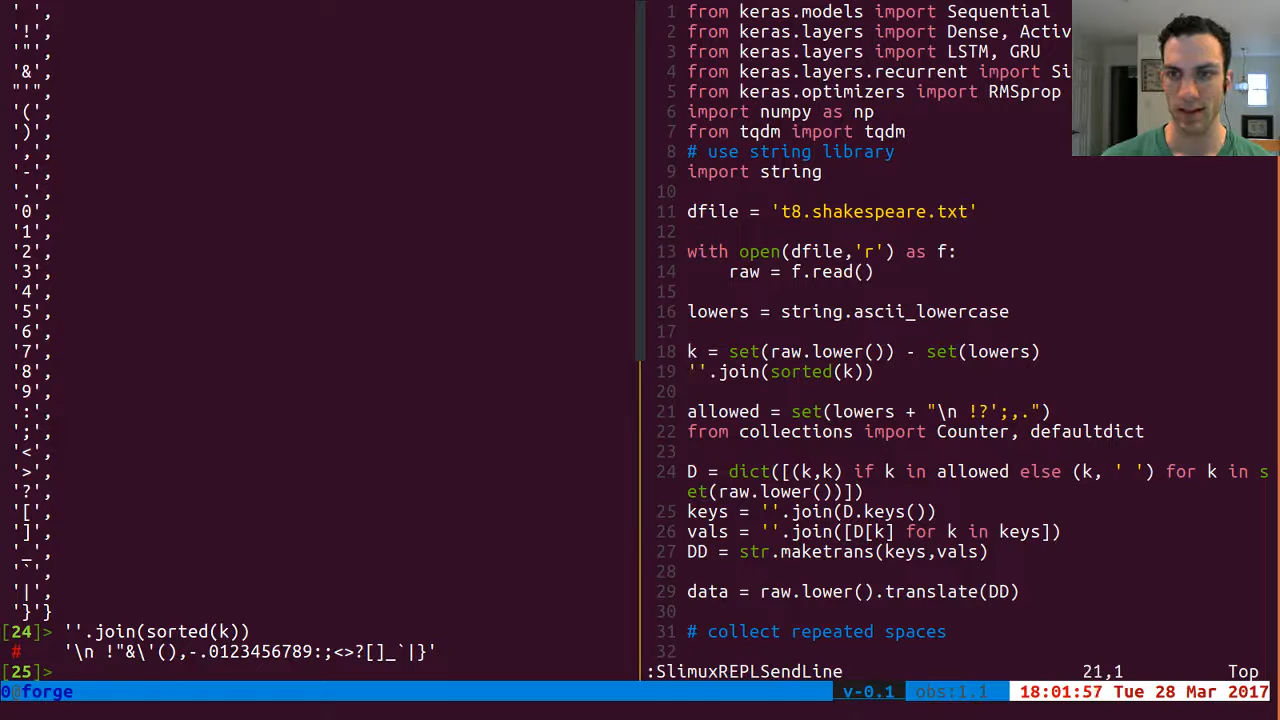 ' ',
'!',
'"',
'&',
"'",
'(',
')',
',',
'-',
'.',
'0',
'1',
'2',
'3',
'4',
'5',
'6',
'7',
'8',
'9',
':',
';',
'<',
'>',
'?',
'[',
']',
'_',
'`',
'|',
'}'}
[24]> ''.join(sorted(k))
# '\n !"&\'(),-.0123456789:;<>?[]_`|}'
[25]>
1 from keras.models import Sequential
2 from keras.layers import Dense, Activ
3 from keras.layers import LSTM, GRU
4 from keras.layers.recurrent import Si
5 from keras.optimizers import RMSprop
6 import numpy as np
7 from tqdm import tqdm
8 # use string library
9 import string
10
11 dfile = 't8.shakespeare.txt'
12
13 with open(dfile,'r') as f:
14     raw = f.read()
15
16 lowers = string.ascii_lowercase
17
18 k = set(raw.lower()) - set(lowers)
19 ''.join(sorted(k))
20
21 allowed = set(lowers + "\n !?';,.")
22 from collections import Counter, defaultdict
23
24 D = dict([(k,k) if k in allowed else (k, ' ') for k in s
et(raw.lower())])
25 keys = ''.join(D.keys())
26 vals = ''.join([D[k] for k in keys])
27 DD = str.maketrans(keys,vals)
28
29 data = raw.lower().translate(DD)
30
31 # collect repeated spaces
32
:SlimuxREPLSendLine 21,1 Top
0@forge v-0.1 obs:1.1 18:01:57 Tue 28 Mar 2017